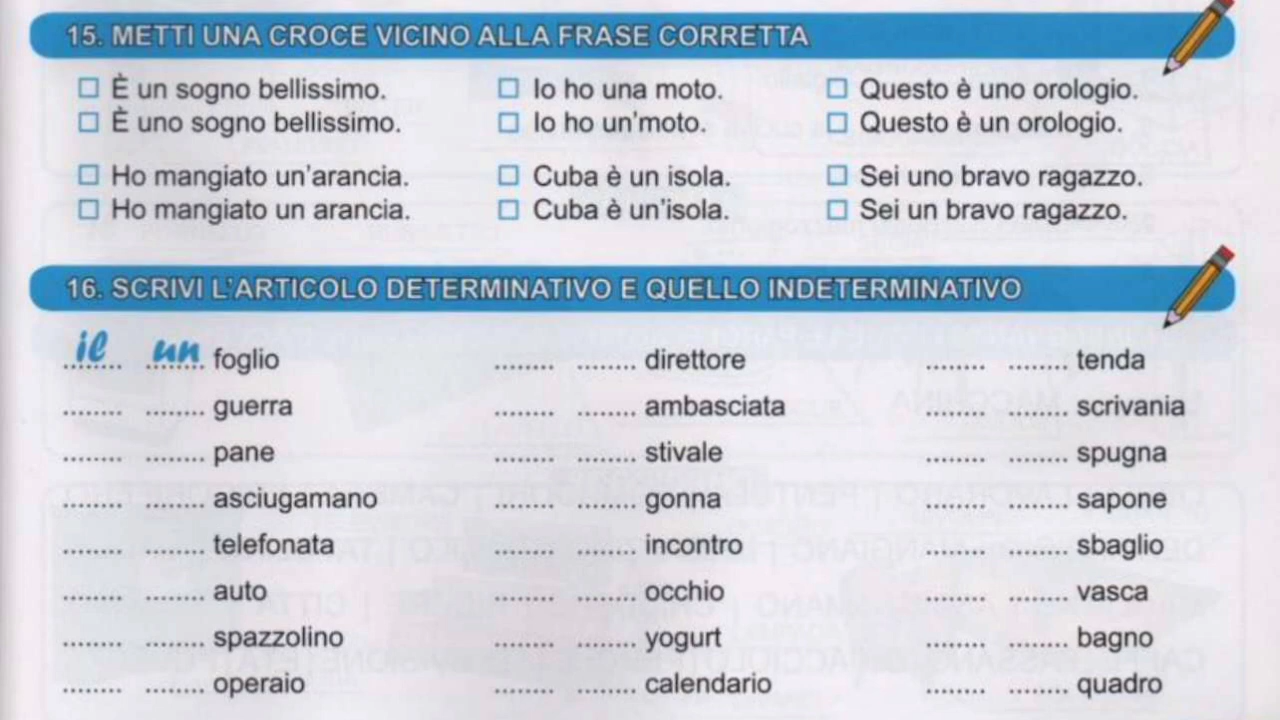 15. METTI UNA CROCE VICINO ALLA FRASE CORRETTA
È un sogno bellissimo. Io ho una moto. Questo è uno orologio.
È uno sogno bellissimo. Io ho un'moto. Questo è un orologio.
Ho mangiato un'arancia. Cuba è un isola. Sei uno bravo ragazzo.
Ho mangiato un arancia. Cuba è un'isola. Sei un bravo ragazzo.
16. SCRIVI L'ARTICOLO DETERMINATIVO E QUELLO INDETERMINATIVO
il un foglio ........ ........ direttore ........ ........ tenda
........ ........ guerra ........ ........ ambasciata ........ ........ scrivania
........ ........ pane ........ ........ stivale ........ ........ spugna
........ ........ asciugamano ........ ........ gonna ........ ........ sapone
........ ........ telefonata ........ ........ incontro ........ ........ sbaglio
........ ........ auto ........ ........ occhio ........ ........ vasca
........ ........ spazzolino ........ ........ yogurt ........ ........ bagno
........ ........ operaio ........ ........ calendario ........ ........ quadro